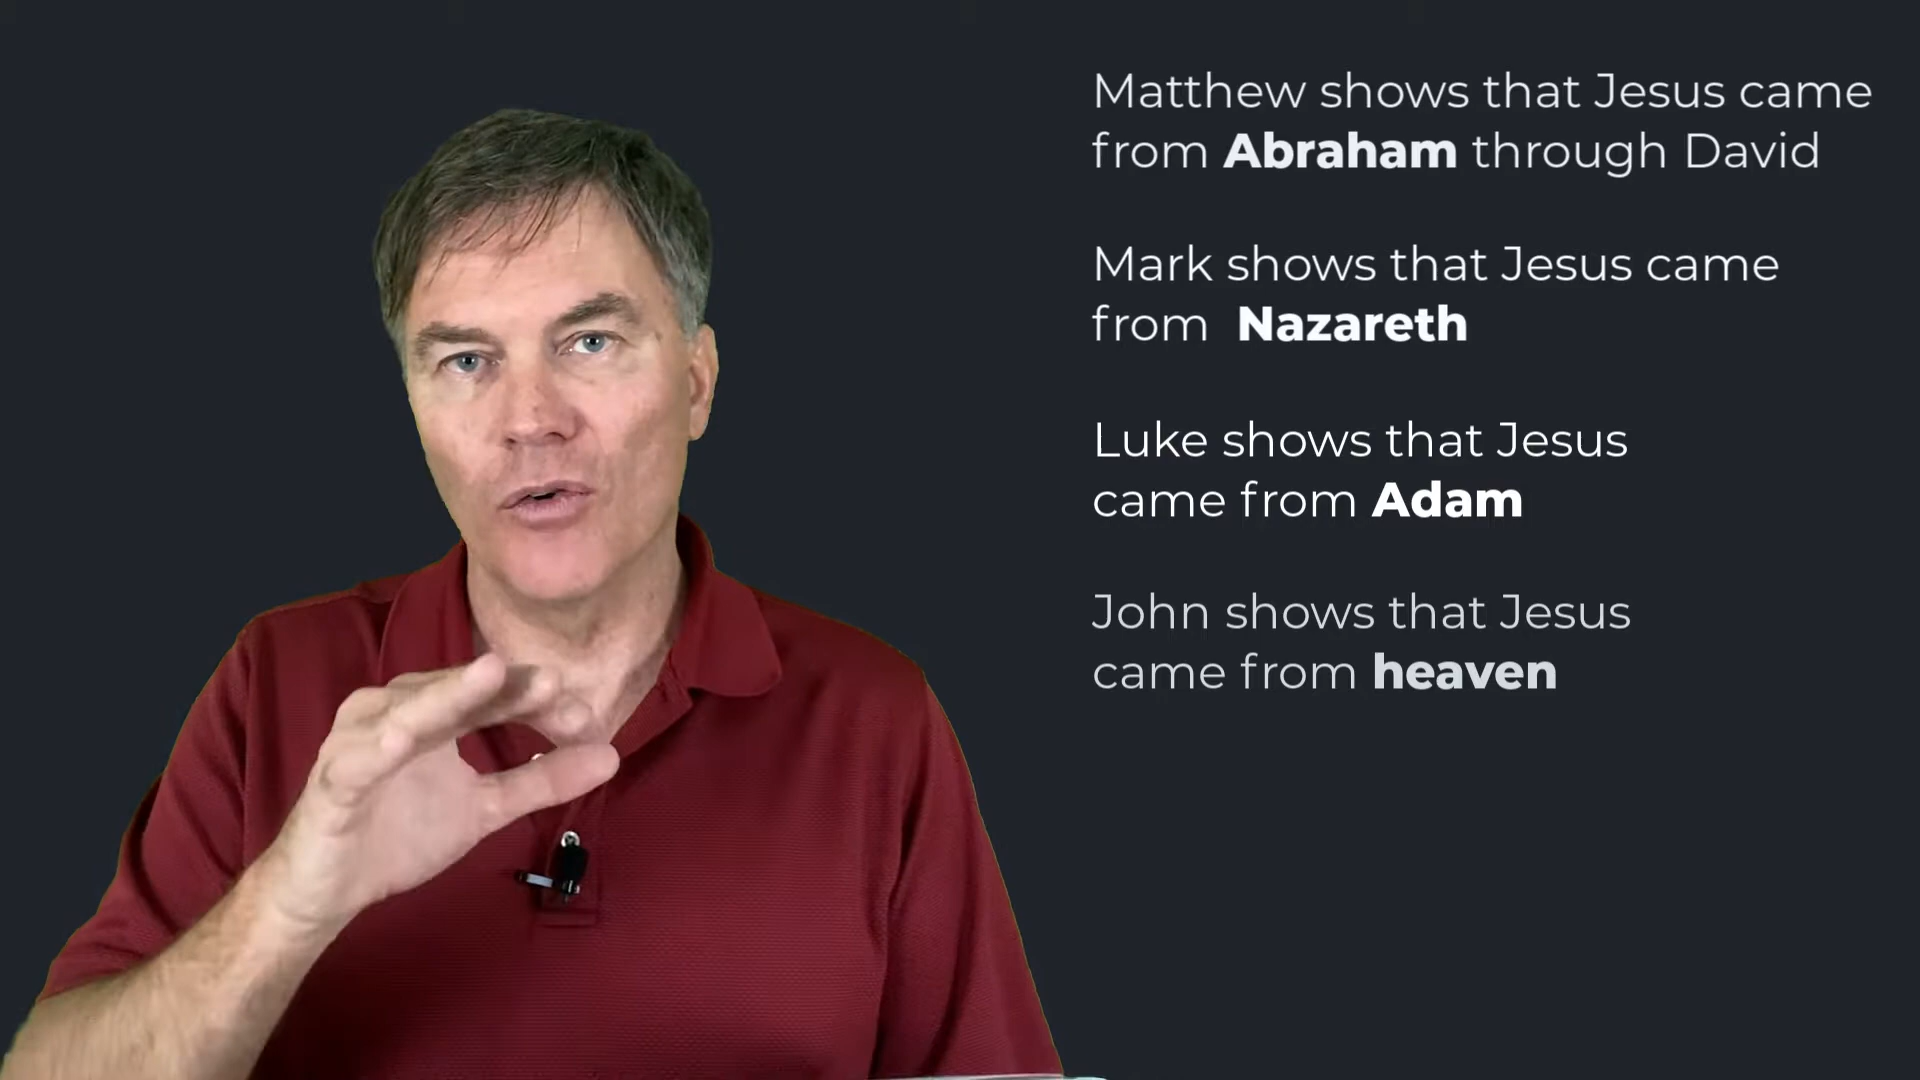 Matthew shows that Jesus came
from Abraham through David
Mark shows that Jesus came
from Nazareth
Luke shows that Jesus
came from Adam
John shows that Jesus
came from heaven